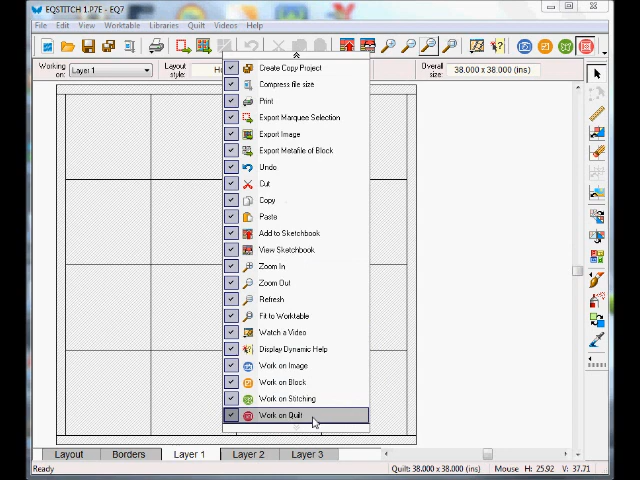 EQSTITCH 1.P7E - EQ7
File Edit View Worktable Libraries Quilt Videos Help
Working on: Layer 1 Layout style: Overall size: 38.000 x 38.000 (ins)
Create Copy Project
Compress file size
Print
Export Marquee Selection
Export Image
Export Metafile of Block
Undo
Cut
Copy
Paste
Add to Sketchbook
View Sketchbook
Zoom In
Zoom Out
Refresh
Fit to Worktable
Watch a Video
Display Dynamic Help
Work on Image
Work on Block
Work on Stitching
Work on Quilt
Layout Borders Layer 1 Layer 2 Layer 3
Ready Quilt: 38.000 x 38.000 (ins) Mouse H: 25.92 V: 37.71